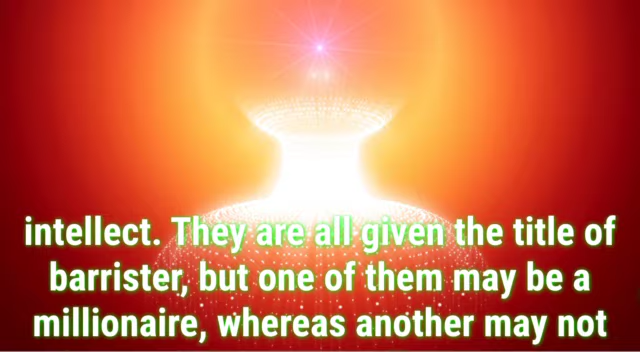 intellect. They are all given the title of
barrister, but one of them may be a
millionaire, whereas another may not